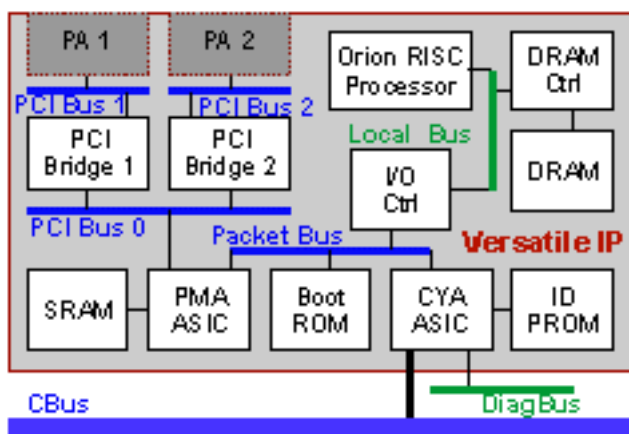 PA 1
PA 2
Orion RISC
Processor
DRAM
Ctrl
PCI Bus 1
PCI Bus 2
PCI
Bridge 1
PCI
Bridge 2
Local Bus
I/O
Ctrl
DRAM
PCI Bus 0
Packet Bus
Versatile IP
SRAM
PMA
ASIC
Boot
ROM
CYA
ASIC
ID
PROM
CBus
DiagBus